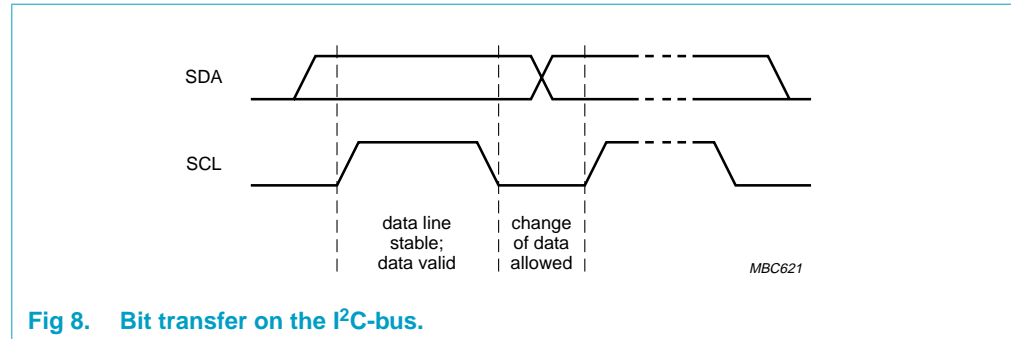 SDA
SCL
data line
stable;
data valid
change
of data
allowed
MBC621
Fig 8. Bit transfer on the I²C-bus.